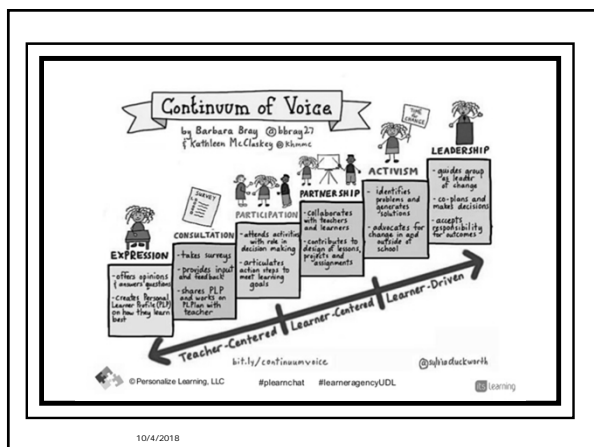 Continuum of Voice
by Barbara Bray @bbray27
& Kathleen McClaskey @khmmc
EXPRESSION
- offers opinions
& answers questions
- creates Personal
Learner Profile (PLP)
on how they learn
best
SURVEY
CONSULTATION
- takes surveys
- provides input
and feedback
- shares PLP
and works on
PLPlan with
teacher
PARTICIPATION
- attends activities
with role in
decision making
- articulates
action steps to
meet learning
goals
PARTNERSHIP
- collaborates
with teachers
and learners
- contributes to
design of lessons,
projects and
assignments
TIME
for
CHANGE
ACTIVISM
- identifies
problems and
generates
solutions
- advocates for
change in and
outside of
school
LEADERSHIP
- guides group
as leader
of change
- co-plans and
makes decisions
- accepts
responsibility
for outcomes
Teacher-Centered
Learner-Centered
Learner-Driven
bit.ly/continuumvoice
@sylviaduckworth
© Personalize Learning, LLC
#plearnchat #learneragencyUDL
its learning
10/4/2018